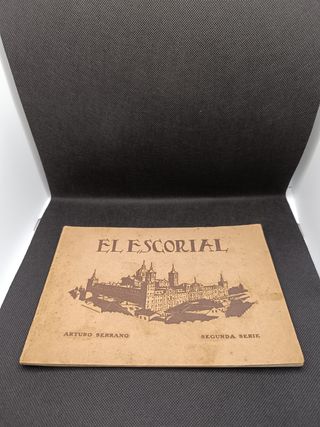 EL ESCORIAL
ARTURO SERRANO
SEGUNDA SERIE